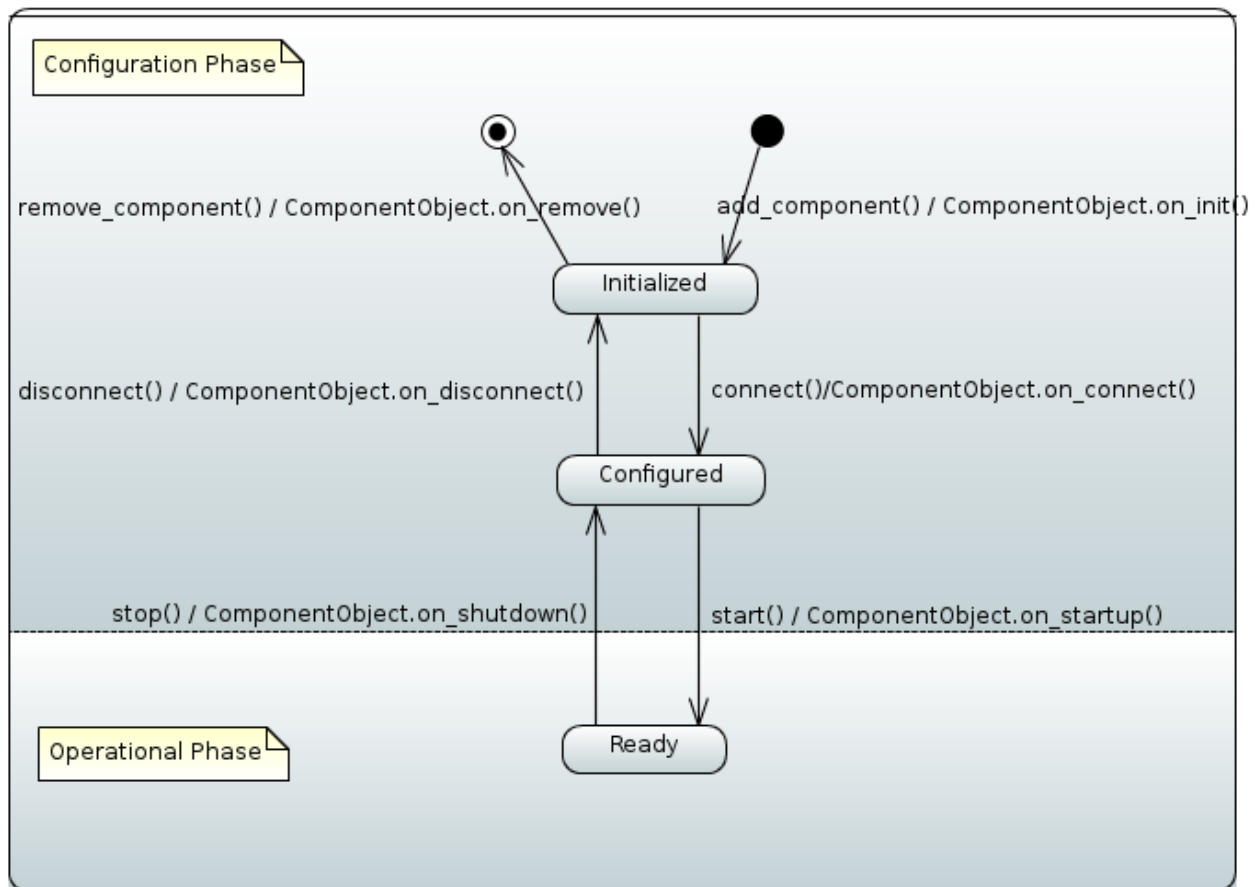 Configuration Phase
remove_component() / ComponentObject.on_remove()
add_component() / ComponentObject.on_init()
Initialized
disconnect() / ComponentObject.on_disconnect()
connect()/ComponentObject.on_connect()
Configured
stop() / ComponentObject.on_shutdown()
start() / ComponentObject.on_startup()
Operational Phase
Ready